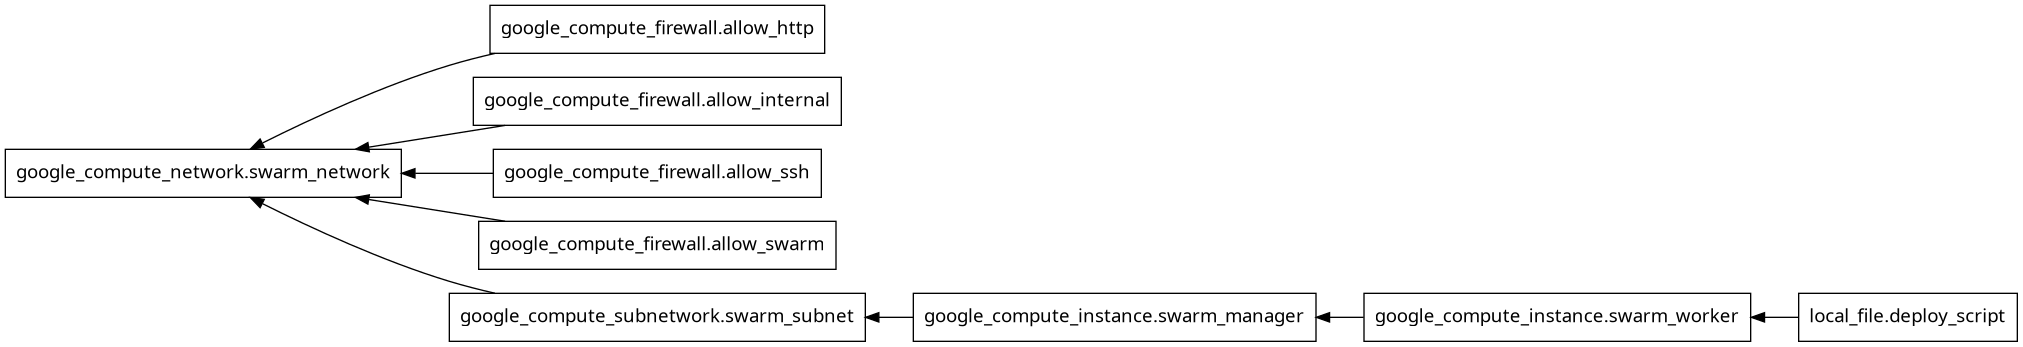 google_compute_firewall.allow_http
google_compute_firewall.allow_internal
google_compute_network.swarm_network
google_compute_firewall.allow_ssh
google_compute_firewall.allow_swarm
google_compute_subnetwork.swarm_subnet
google_compute_instance.swarm_manager
google_compute_instance.swarm_worker
local_file.deploy_script